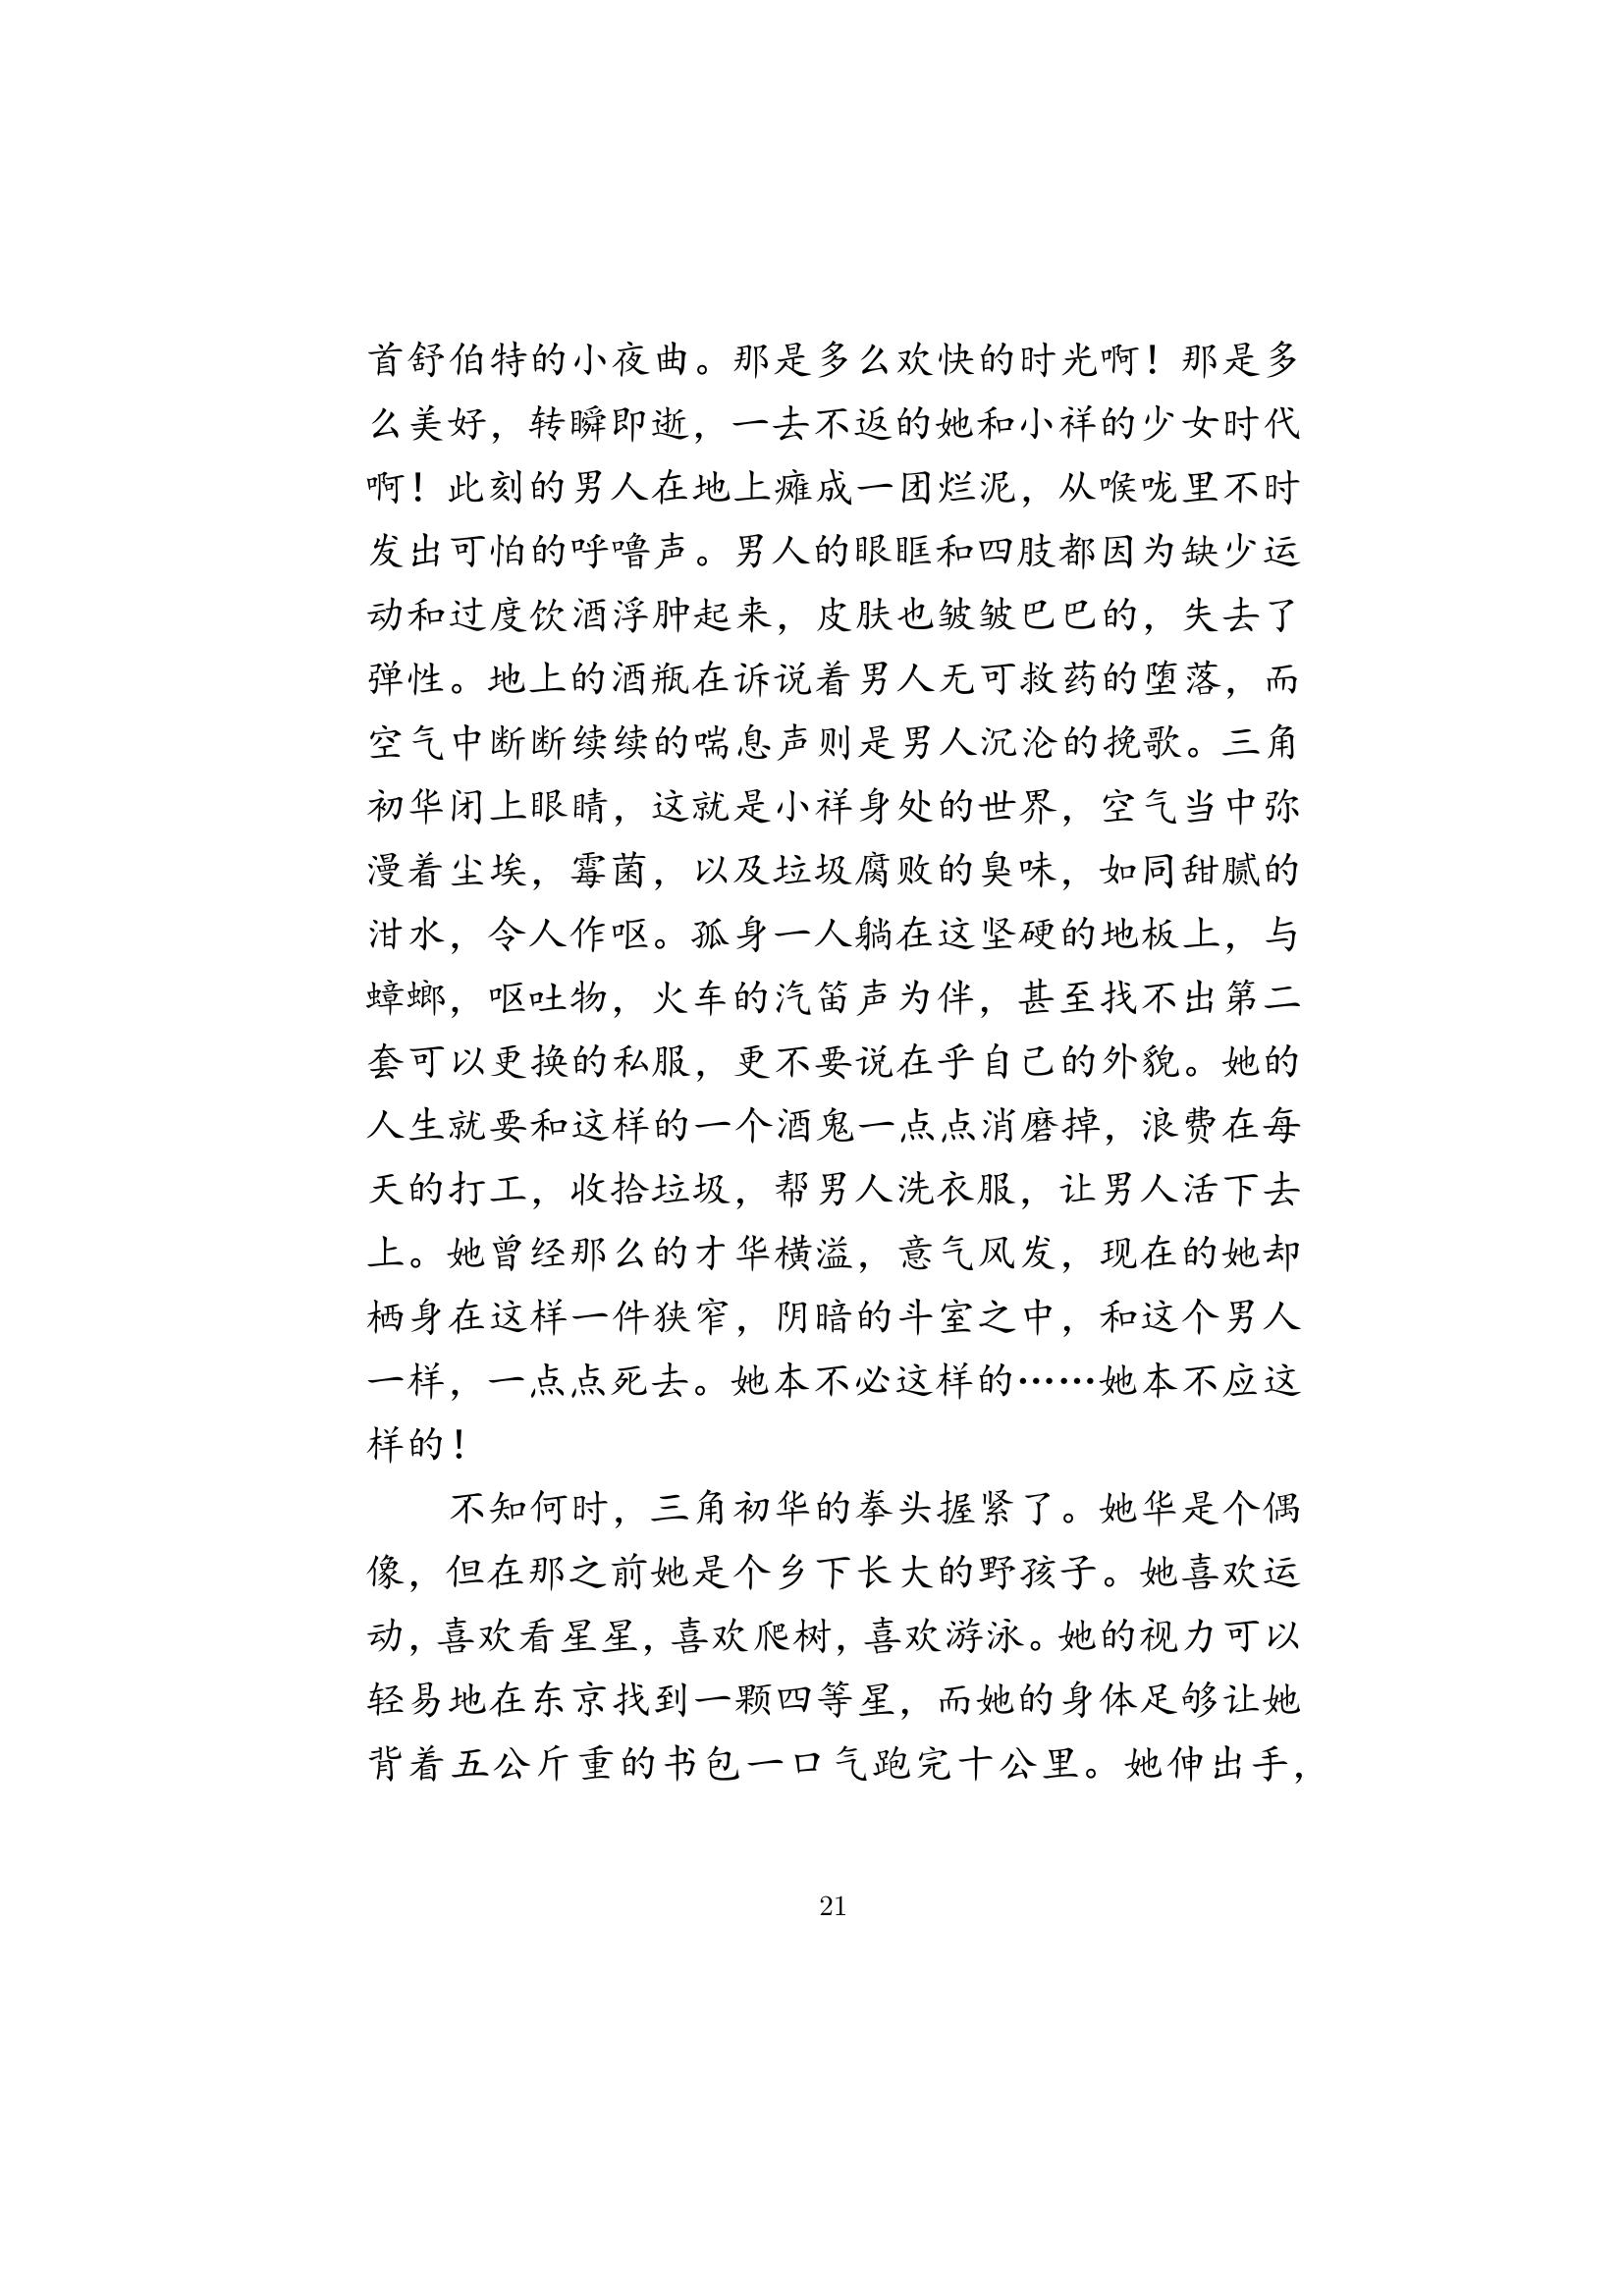 首舒伯特的小夜曲。那是多么欢快的时光啊！那是多
么美好，转瞬即逝，一去不返的她和小祥的少女时代
啊！此刻的男人在地上瘫成一团烂泥，从喉咙里不时
发出可怕的呼噜声。男人的眼眶和四肢都因为缺少运
动和过度饮酒浮肿起来，皮肤也皱皱巴巴的，失去了
弹性。地上的酒瓶在诉说着男人无可救药的堕落，而
空气中断断续续的喘息声则是男人沉沦的挽歌。三角
初华闭上眼睛，这就是小祥身处的世界，空气当中弥
漫着尘埃，霉菌，以及垃圾腐败的臭味，如同甜腻的
泔水，令人作呕。孤身一人躺在这坚硬的地板上，与
蟑螂，呕吐物，火车的汽笛声为伴，甚至找不出第二
套可以更换的私服，更不要说在乎自己的外貌。她的
人生就要和这样的一个酒鬼一点点消磨掉，浪费在每
天的打工，收拾垃圾，帮男人洗衣服，让男人活下去
上。她曾经那么的才华横溢，意气风发，现在的她却
栖身在这样一件狭窄，阴暗的斗室之中，和这个男人
一样，一点点死去。她本不必这样的……她本不应这
样的！
不知何时，三角初华的拳头握紧了。她华是个偶
像，但在那之前她是个乡下长大的野孩子。她喜欢运
动，喜欢看星星，喜欢爬树，喜欢游泳。她的视力可以
轻易地在东京找到一颗四等星，而她的身体足够让她
背着五公斤重的书包一口气跑完十公里。她伸出手，
21